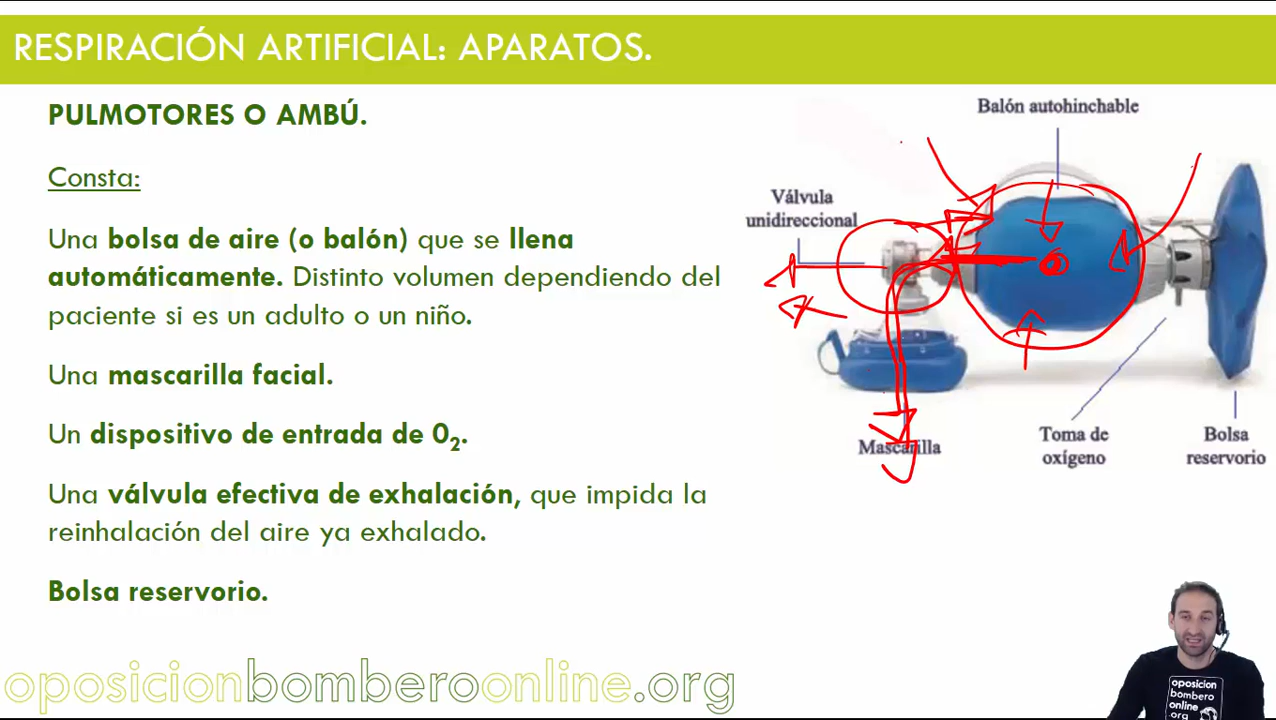 RESPIRACIÓN ARTIFICIAL: APARATOS.
PULMOTORES O AMBÚ.
Consta:
Una bolsa de aire (o balón) que se llena
automáticamente. Distinto volumen dependiendo del
paciente si es un adulto o un niño.
Una mascarilla facial.
Un dispositivo de entrada de 0₂.
Una válvula efectiva de exhalación, que impida la
reinhalación del aire ya exhalado.
Bolsa reservorio.
Balón autohinchable
Válvula
unidireccional
Mascarilla
Toma de
oxígeno
Bolsa
reservorio
oposicionbomberoonline.org
oposicion
bombero
online
org